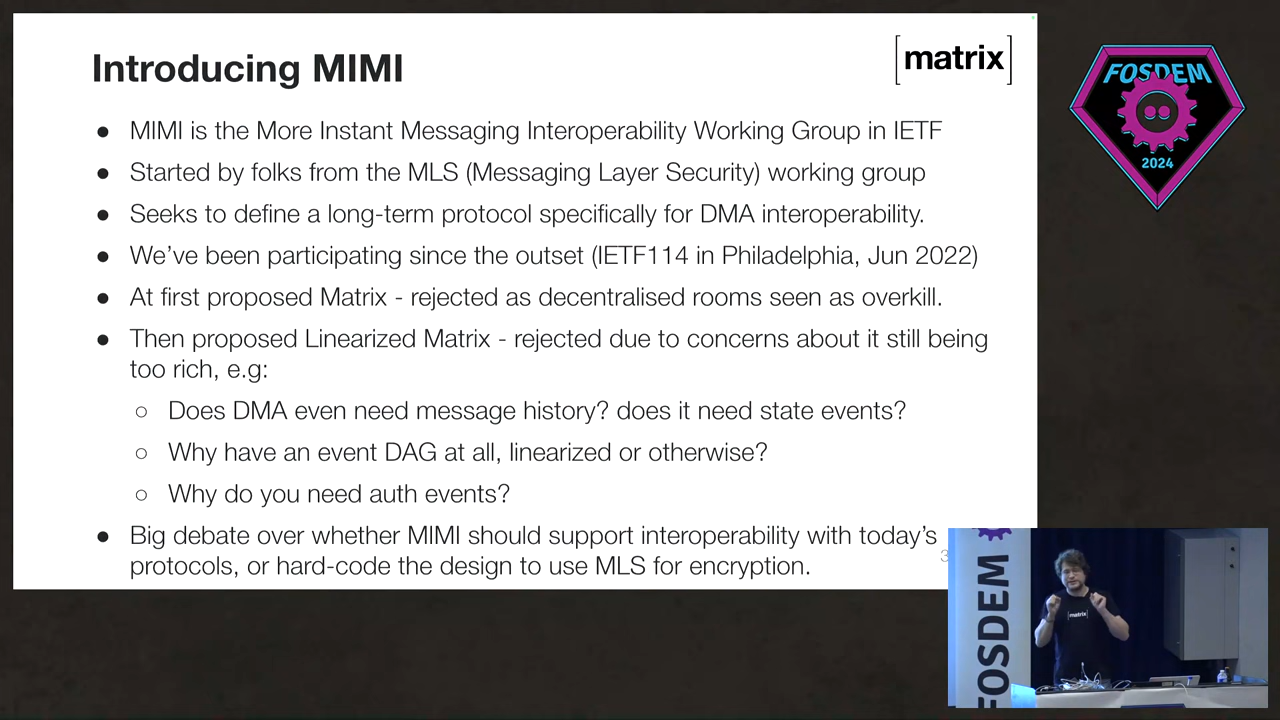 Introducing MIMI
[matrix]
● MIMI is the More Instant Messaging Interoperability Working Group in IETF
● Started by folks from the MLS (Messaging Layer Security) working group
● Seeks to define a long-term protocol specifically for DMA interoperability.
● We’ve been participating since the outset (IETF114 in Philadelphia, Jun 2022)
● At first proposed Matrix - rejected as decentralised rooms seen as overkill.
● Then proposed Linearized Matrix - rejected due to concerns about it still being
too rich, e.g:
○ Does DMA even need message history? does it need state events?
○ Why have an event DAG at all, linearized or otherwise?
○ Why do you need auth events?
● Big debate over whether MIMI should support interoperability with today’s
protocols, or hard-code the design to use MLS for encryption.
FOSDEM
2024
FOSDEM
[matrix]